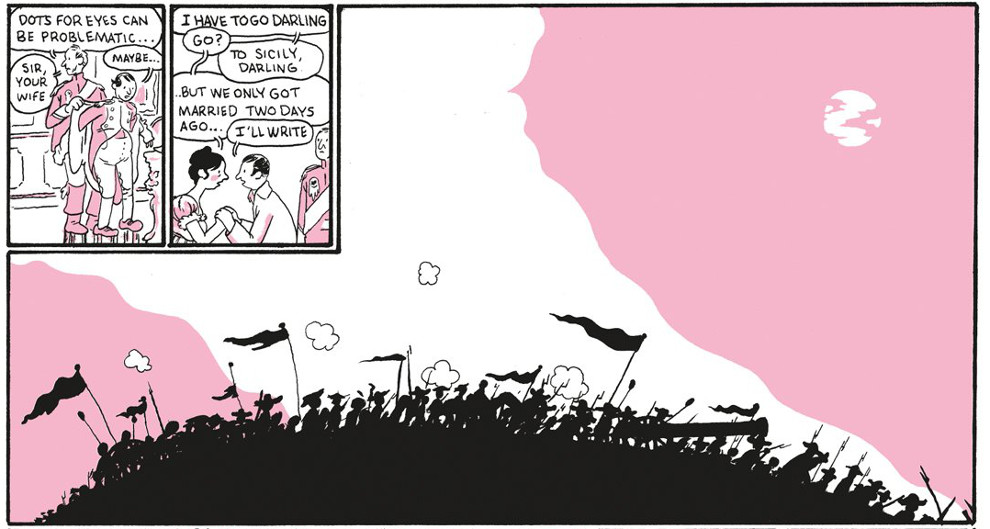 DOTS FOR EYES CAN
BE PROBLEMATIC...
MAYBE...
SIR,
YOUR
WIFE
I HAVE TO GO DARLING
GO?
TO SICILY,
DARLING
..BUT WE ONLY GOT
MARRIED TWO DAYS
AGO...
I'LL WRITE